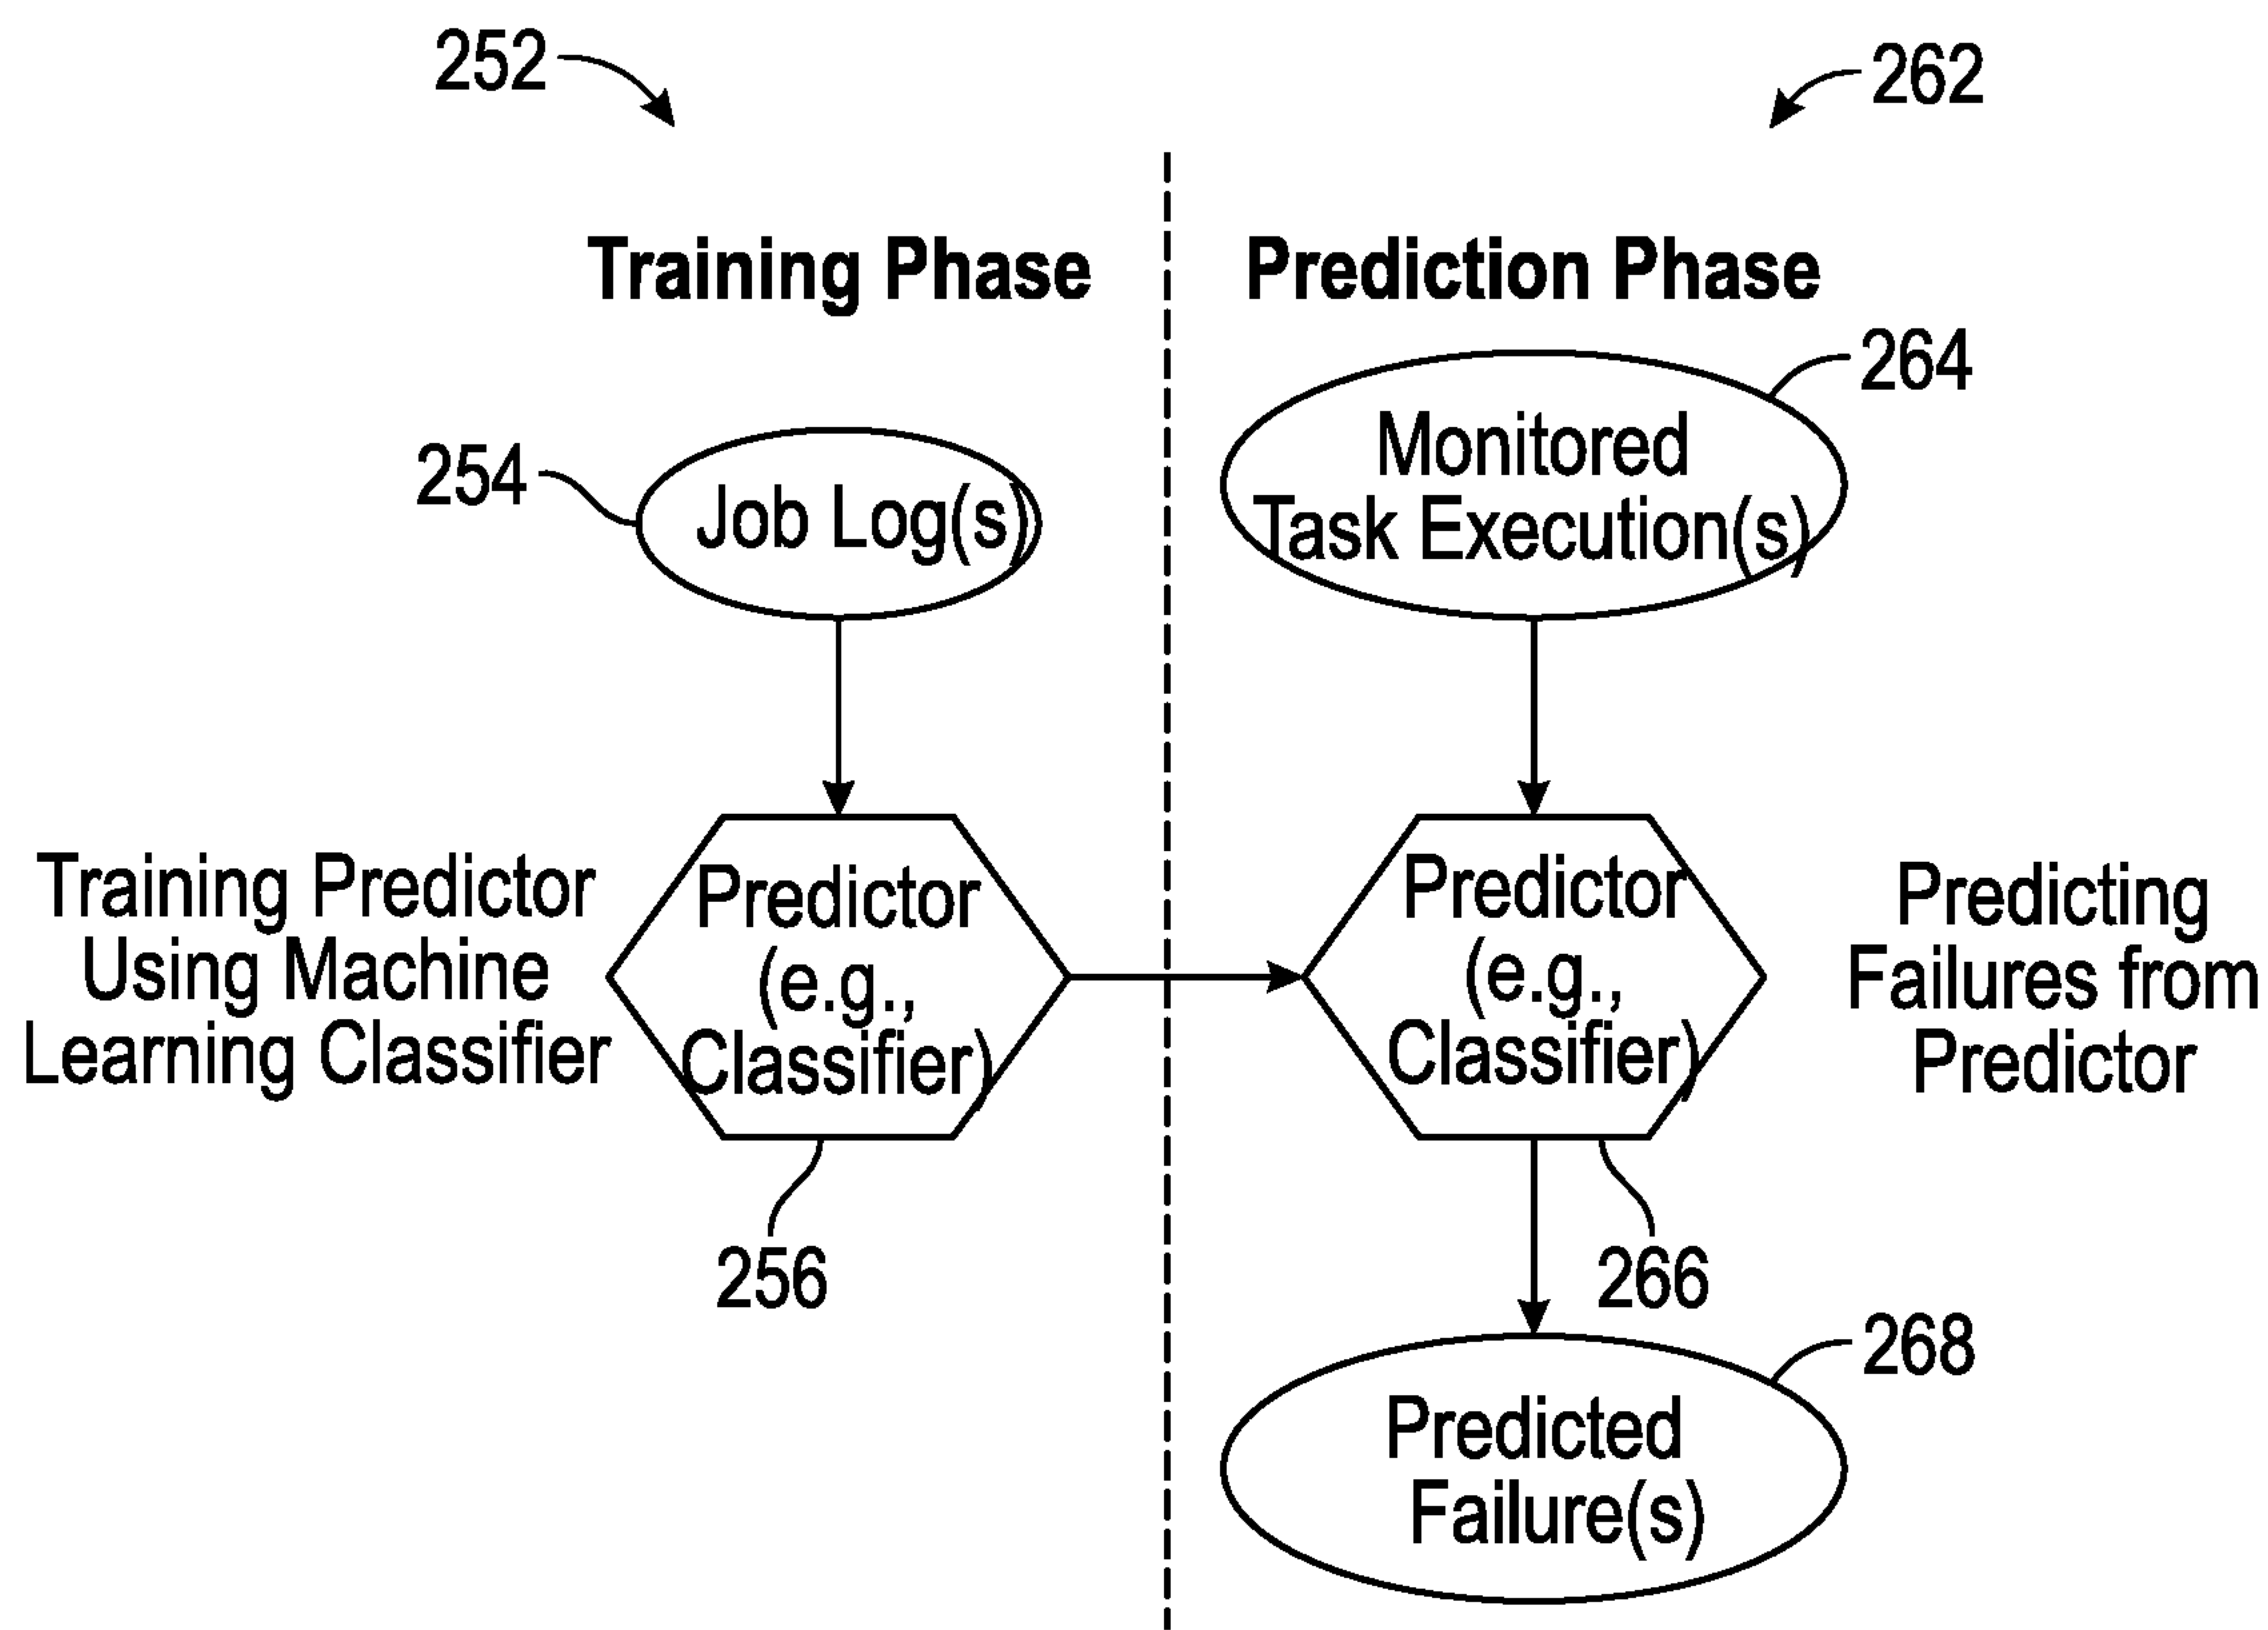 252
262
Training Phase
Prediction Phase
264
Monitored
Task Execution(s)
254
Job Log(s)
Training Predictor
Using Machine
Learning Classifier
Predictor
(e.g.,
Classifier)
Predictor
(e.g.,
Classifier)
Predicting
Failures from
Predictor
256
266
268
Predicted
Failure(s)